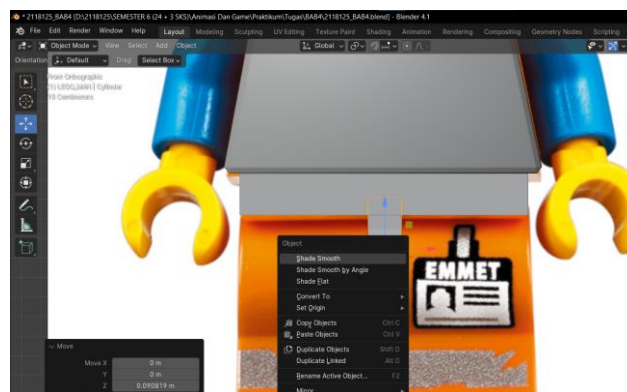 * 2118125_BAB4 [D:\2118125\SEMESTER 6 (24 + 3 SKS)\Animasi Dan Game\Praktikum\Tugas\BAB4\2118125_BAB4.blend] - Blender 4.1
File Edit Render Window Help Layout Modeling Sculpting UV Editing Texture Paint Shading Animation Rendering Compositing Geometry Nodes Scripting
Object Mode View Select Add Object Global
Orientation: Default Drag: Select Box
Front Orthographic
(1) LEGO_MAN | Cylinder
10 Centimeters
EMMET
Object
Shade Smooth
Shade Smooth by Angle
Shade Flat
Convert To
Set Origin
Copy Objects Ctrl C
Paste Objects Ctrl V
Duplicate Objects Shift D
Duplicate Linked Alt D
Rename Active Object... F2
Mirror
Move
Move X 0 m
Y 0 m
Z 0.090819 m